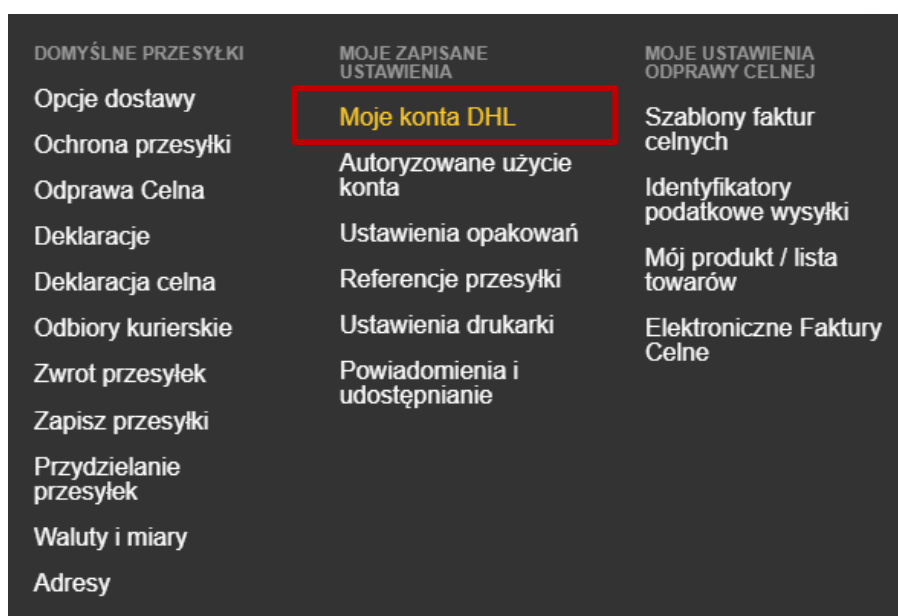 DOMYŚLNE PRZESYŁKI
Opcje dostawy
Ochrona przesyłki
Odprawa Celna
Deklaracje
Deklaracja celna
Odbiory kurierskie
Zwrot przesyłek
Zapisz przesyłki
Przydzielanie
przesyłek
Waluty i miary
Adresy
MOJE ZAPISANE
USTAWIENIA
Moje konta DHL
Autoryzowane użycie
konta
Ustawienia opakowań
Referencje przesyłki
Ustawienia drukarki
Powiadomienia i
udostępnianie
MOJE USTAWIENIA
ODPRAWY CELNEJ
Szablony faktur
celnych
Identyfikatory
podatkowe wysyłki
Mój produkt / lista
towarów
Elektroniczne Faktury
Celne